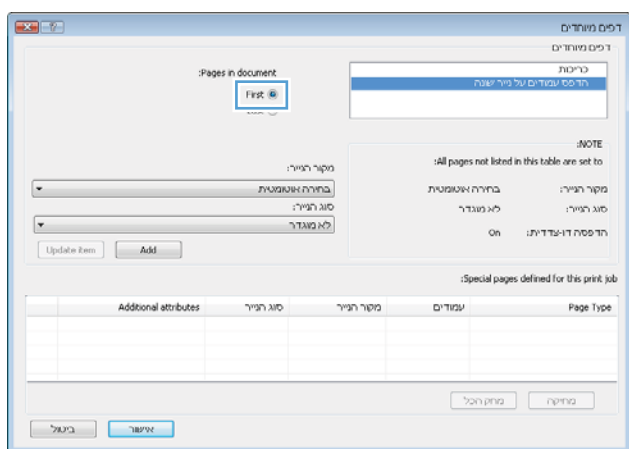 דפים מיוחדים
דפים מיוחדים
כריכות
הדפס עמודים על נייר שונה
Pages in document:
First
NOTE:
All pages not listed in this table are set to:
מקור הנייר: בחירה אוטומטית
סוג הנייר: לא מוגדר
הדפסה דו-צדדית: On
מקור הנייר:
בחירה אוטומטית
סוג הנייר:
לא מוגדר
Add
Update item
Special pages defined for this print job:
Page Type עמודים מקור הנייר סוג הנייר Additional attributes
מחיקה מחק הכל
אישור ביטול